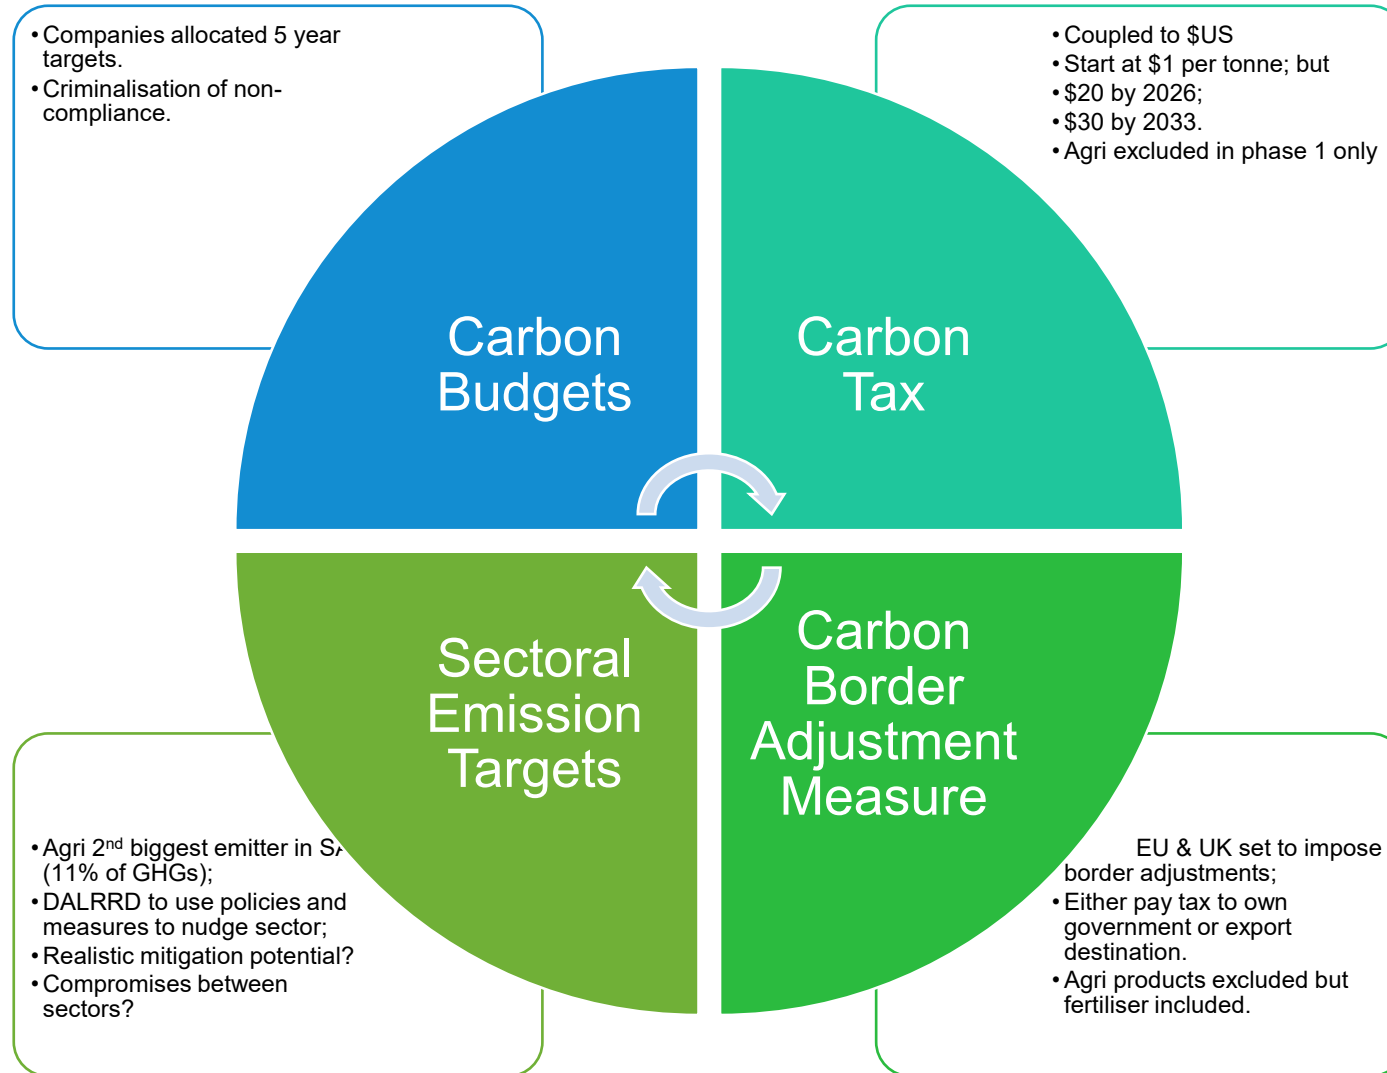 • Companies allocated 5 year
targets.
• Criminalisation of non-
compliance.
• Coupled to $US
• Start at $1 per tonne; but
• $20 by 2026;
• $30 by 2033.
• Agri excluded in phase 1 only
Carbon
Budgets
Carbon
Tax
Sectoral
Emission
Targets
Carbon
Border
Adjustment
Measure
• Agri 2nd biggest emitter in
(11% of GHGs);
• DALRRD to use policies and
measures to nudge sector;
• Realistic mitigation potential?
• Compromises between
sectors?
EU & UK set to impose
border adjustments;
• Either pay tax to own
government or export
destination.
• Agri products excluded but
fertiliser included.